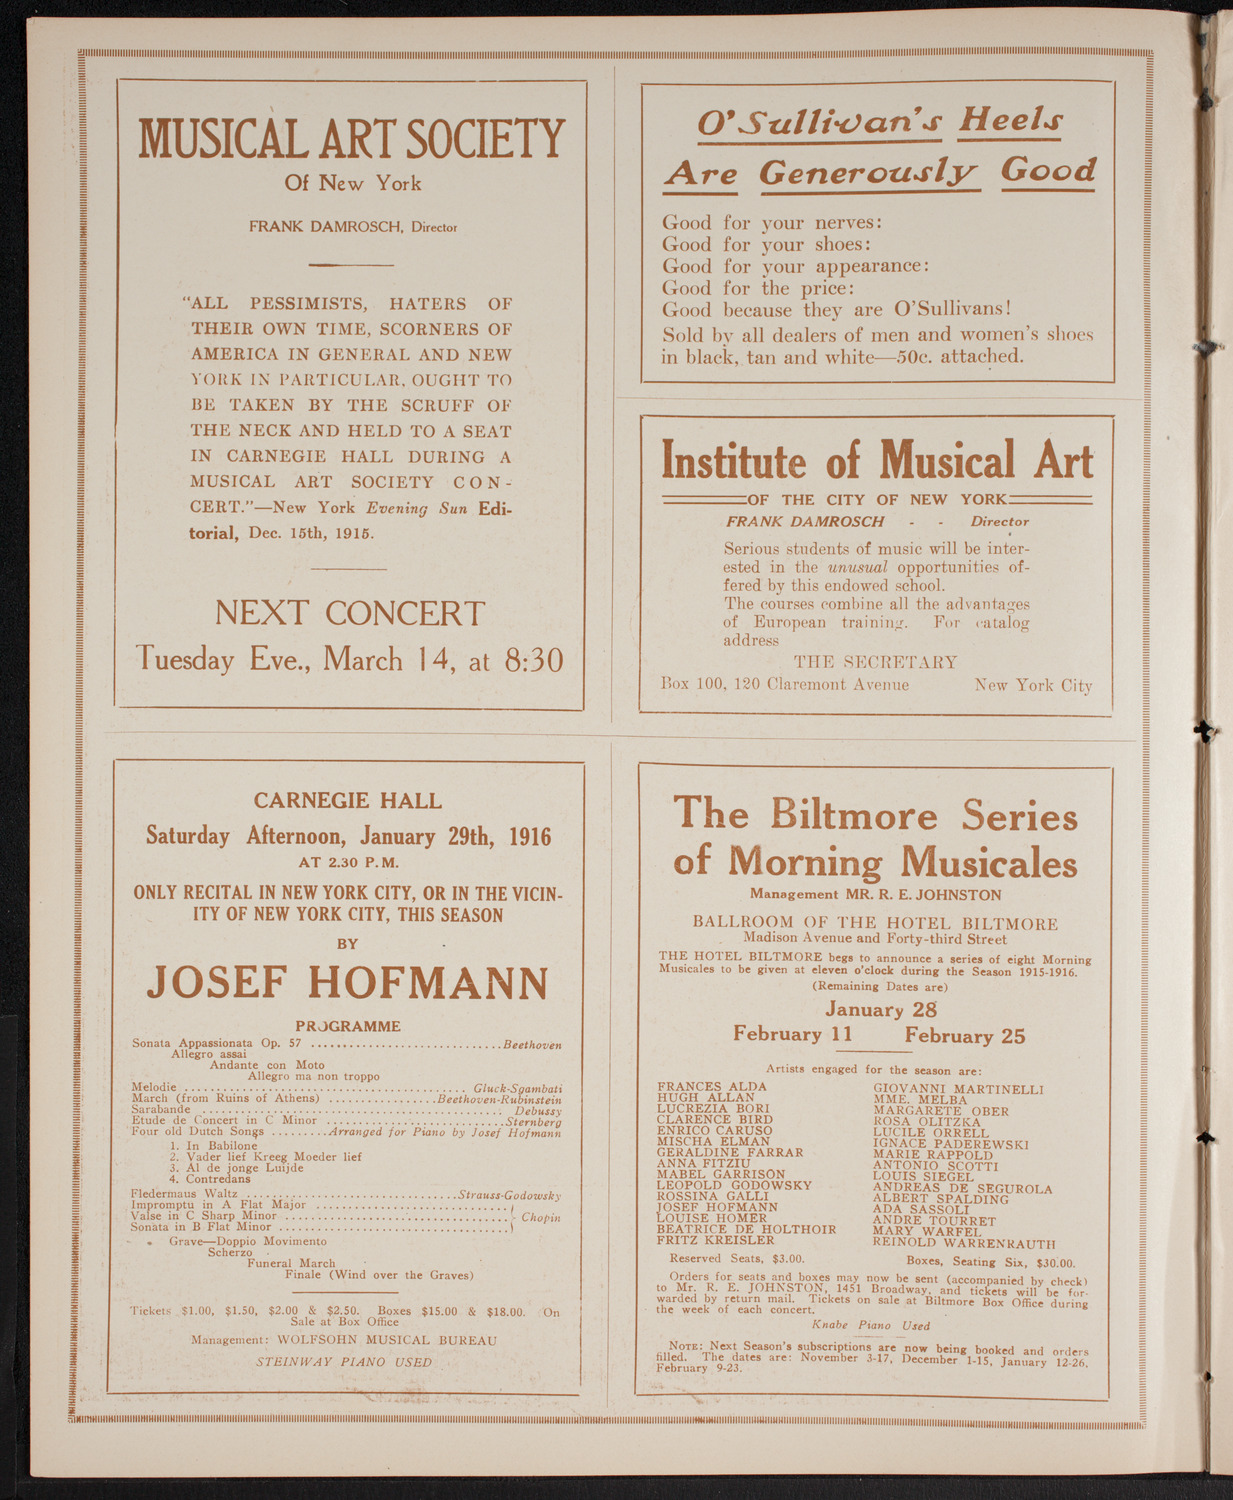 MUSICAL ART SOCIETY
Of New York
FRANK DAMROSCH, Director
"ALL PESSIMISTS, HATERS OF
THEIR OWN TIME, SCORNERS OF
AMERICA IN GENERAL AND NEW
YORK IN PARTICULAR, OUGHT TO
BE TAKEN BY THE SCRUFF OF
THE NECK AND HELD TO A SEAT
IN CARNEGIE HALL DURING A
MUSICAL ART SOCIETY CON-
CERT."—New York Evening Sun Edi-
torial, Dec. 15th, 1915.
NEXT CONCERT
Tuesday Eve., March 14, at 8:30
O'Sullivan's Heels
Are Generously Good
Good for your nerves:
Good for your shoes:
Good for your appearance:
Good for the price:
Good because they are O'Sullivans!
Sold by all dealers of men and women's shoes
in black, tan and white—50c. attached.
Institute of Musical Art
OF THE CITY OF NEW YORK
FRANK DAMROSCH - - Director
Serious students of music will be inter-
ested in the unusual opportunities of-
fered by this endowed school.
The courses combine all the advantages
of European training. For catalog
address
THE SECRETARY
Box 100, 120 Claremont Avenue New York City
CARNEGIE HALL
Saturday Afternoon, January 29th, 1916
AT 2.30 P. M.
ONLY RECITAL IN NEW YORK CITY, OR IN THE VICIN-
ITY OF NEW YORK CITY, THIS SEASON
BY
JOSEF HOFMANN
PROGRAMME
Sonata Appassionata Op. 57 ..............................Beethoven
Allegro assai
Andante con Moto
Allegro ma non troppo
Melodie ............................................ Gluck-Sgambati
March (from Ruins of Athens) .................Beethoven-Rubinstein
Sarabande ............................................... Debussy
Etude de Concert in C Minor ............................Sternberg
Four old Dutch Songs .........Arranged for Piano by Josef Hofmann
1. In Babilone
2. Vader lief Kreeg Moeder lief
3. Al de jonge Luijde
4. Contredans
Fledermaus Waltz .................................Strauss-Godowsky
Impromptu in A Flat Major ...............................
Valse in C Sharp Minor ................................... Chopin
Sonata in B Flat Minor ....................................
Grave—Doppio Movimento
Scherzo
Funeral March
Finale (Wind over the Graves)
Tickets $1.00, $1.50, $2.00 & $2.50. Boxes $15.00 & $18.00. On
Sale at Box Office
Management: WOLFSOHN MUSICAL BUREAU
STEINWAY PIANO USED
The Biltmore Series
of Morning Musicales
Management MR. R. E. JOHNSTON
BALLROOM OF THE HOTEL BILTMORE
Madison Avenue and Forty-third Street
THE HOTEL BILTMORE begs to announce a series of eight Morning
Musicales to be given at eleven o'clock during the Season 1915-1916.
(Remaining Dates are)
January 28
February 11 February 25
Artists engaged for the season are:
FRANCES ALDA
HUGH ALLAN
LUCREZIA BORI
CLARENCE BIRD
ENRICO CARUSO
MISCHA ELMAN
GERALDINE FARRAR
ANNA FITZIU
MABEL GARRISON
LEOPOLD GODOWSKY
ROSSINA GALLI
JOSEF HOFMANN
LOUISE HOMER
BEATRICE DE HOLTHOIR
FRITZ KREISLER
GIOVANNI MARTINELLI
MME. MELBA
MARGARETE OBER
ROSA OLITZKA
LUCILE ORRELL
IGNACE PADEREWSKI
MARIE RAPPOLD
ANTONIO SCOTTI
LOUIS SIEGEL
ANDREAS DE SEGUROLA
ALBERT SPALDING
ADA SASSOLI
ANDRE TOURRET
MARY WARFEL
REINOLD WARRENRAUTH
Reserved Seats, $3.00. Boxes, Seating Six, $30.00.
Orders for seats and boxes may now be sent (accompanied by check)
to Mr. R. E. JOHNSTON, 1451 Broadway, and tickets will be for-
warded by return mail. Tickets on sale at Biltmore Box Office during
the week of each concert.
Knabe Piano Used
NOTE: Next Season's subscriptions are now being booked and orders
filled. The dates are: November 3-17, December 1-15, January 12-26,
February 9-23.